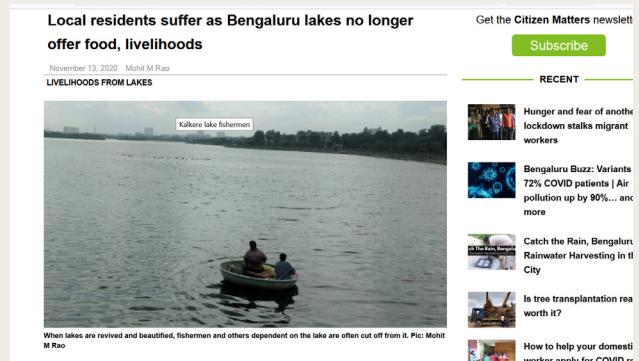 Local residents suffer as Bengaluru lakes no longer
offer food, livelihoods
November 13, 2020 Mohit M Rao
LIVELIHOODS FROM LAKES
Kalkere lake fishermen
When lakes are revived and beautified, fishermen and others dependent on the lake are often cut off from it. Pic: Mohit
M Rao
Get the Citizen Matters newslett
Subscribe
RECENT
Hunger and fear of anothe
lockdown stalks migrant
workers
Bengaluru Buzz: Variants
72% COVID patients | Air
pollution up by 90%… and
more
ch The Rain, Bengalur
Catch the Rain, Bengaluru
Rainwater Harvesting in th
City
Is tree transplantation rea
worth it?
How to help your domesti
worker apply for COVID re